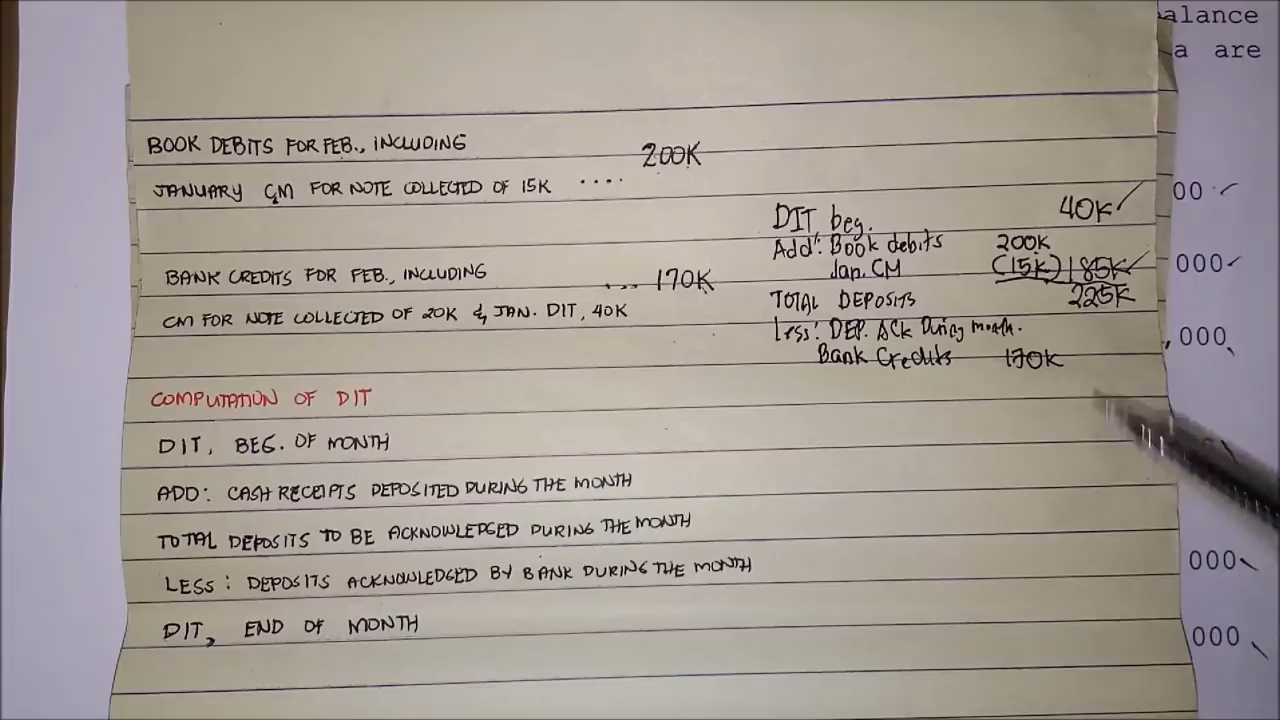 alance
a are
BOOK DEBITS FOR FEB., INCLUDING
200K
JANUARY CM FOR NOTE COLLECTED OF 15K ....
00
DIT, beg. 40K
Add: Book debits 200K
Jan. CM (15K) 185K
000
BANK CREDITS FOR FEB., INCLUDING
.... 170K
CM FOR NOTE COLLECTED OF 20K & JAN. DIT, 40K
TOTAL DEPOSITS 225K
Less: DEP. ACK During month.
Bank Credits 170K
,000
COMPUTATION OF DIT
DIT, BEG. OF MONTH
ADD: CASH RECEIPTS DEPOSITED DURING THE MONTH
TOTAL DEPOSITS TO BE ACKNOWLEDGED DURING THE MONTH
LESS: DEPOSITS ACKNOWLEDGED BY BANK DURING THE MONTH
000
DIT, END OF MONTH
000